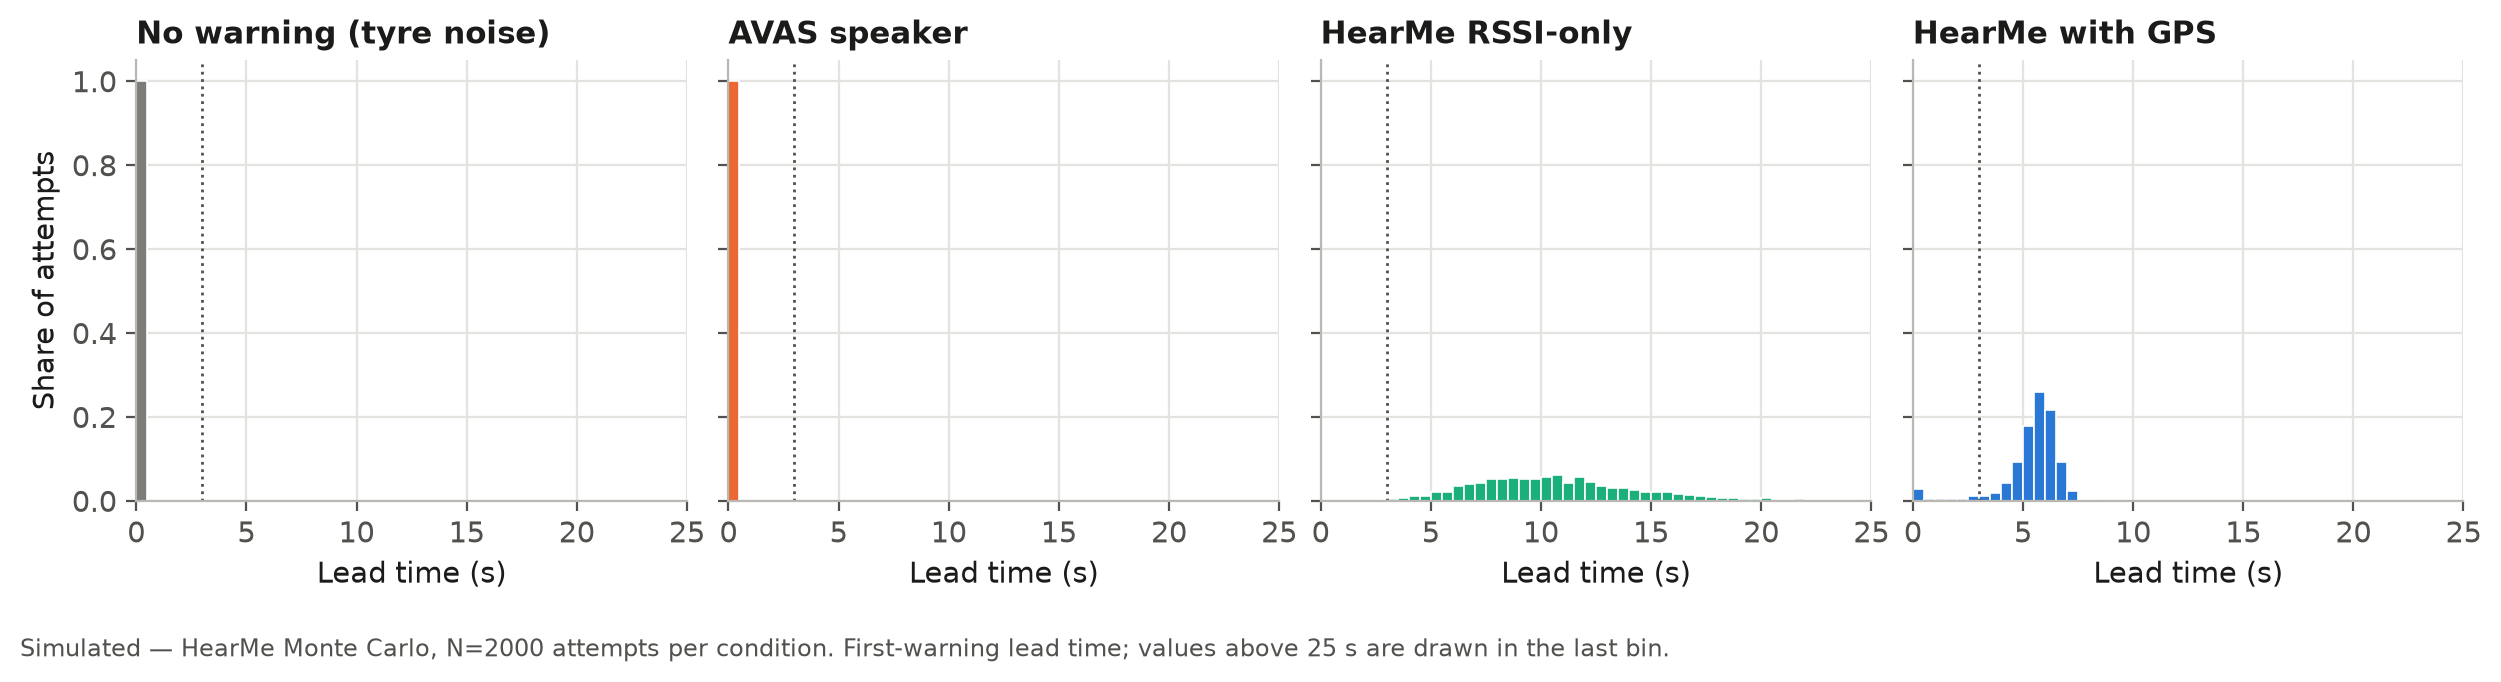 No warning (tyre noise)
AVAS speaker
HearMe RSSI-only
HearMe with GPS
Share of attempts
1.0
0.8
0.6
0.4
0.2
0.0
0 5 10 15 20 25
0 5 10 15 20 25
0 5 10 15 20 25
0 5 10 15 20 25
Lead time (s)
Lead time (s)
Lead time (s)
Lead time (s)
Simulated — HearMe Monte Carlo, N=2000 attempts per condition. First-warning lead time; values above 25 s are drawn in the last bin.